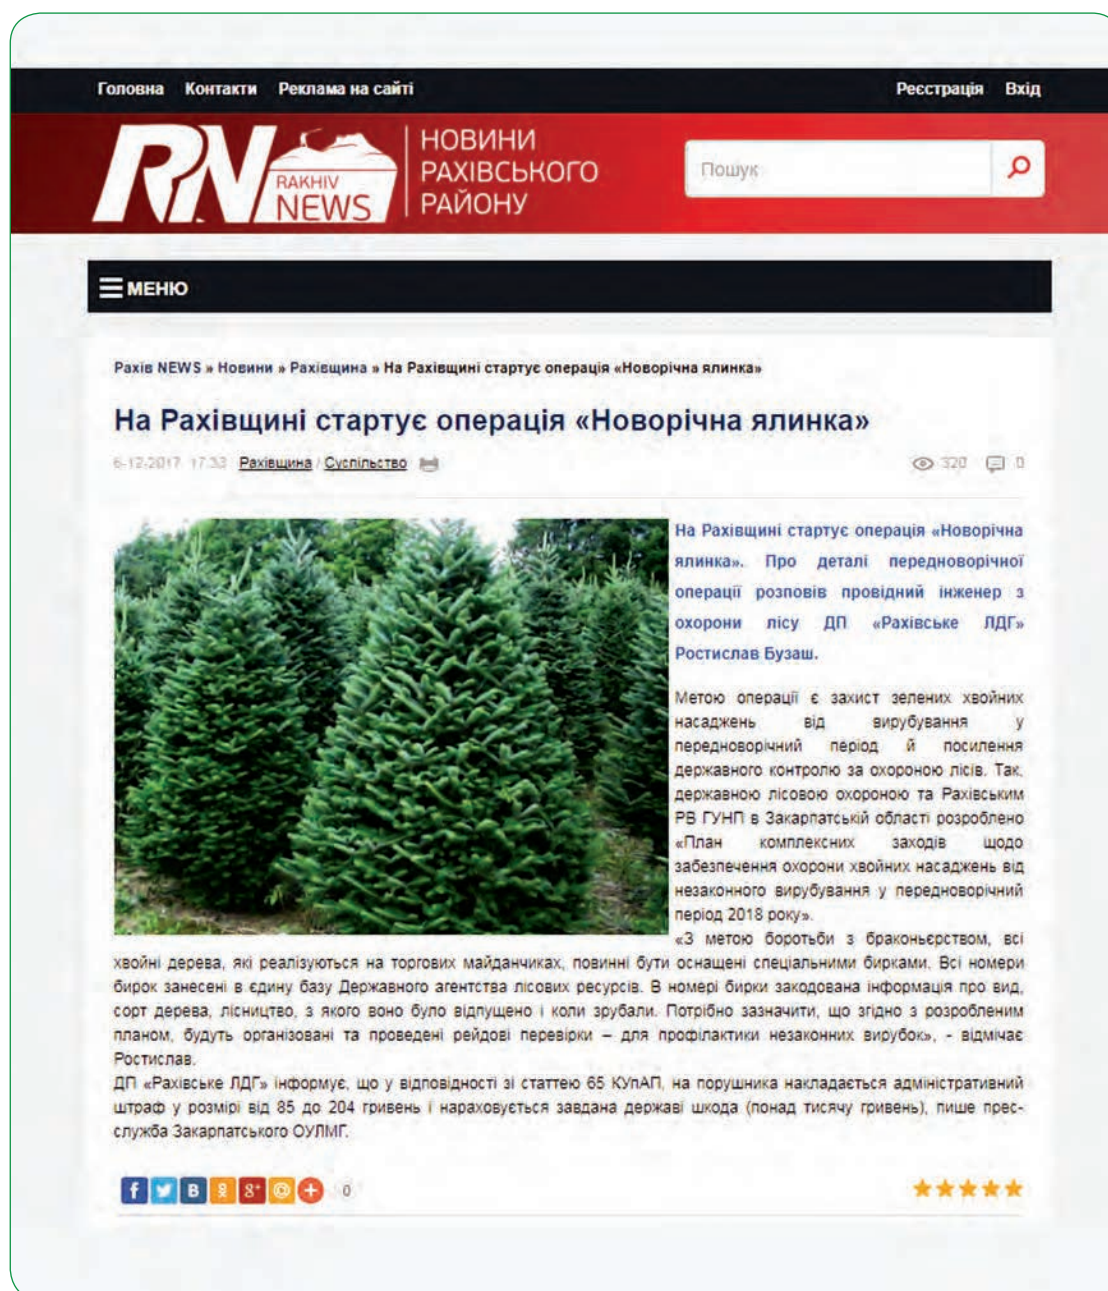 Головна Контакти Реклама на сайті Реєстрація Вхід
RN RAKHIV NEWS
НОВИНИ
РАХІВСЬКОГО
РАЙОНУ
Пошук
МЕНЮ
Рахів NEWS » Новини » Рахівщина » На Рахівщині стартує операція «Новорічна ялинка»
На Рахівщині стартує операція «Новорічна ялинка»
6-12-2017, 17:33 Рахівщина / Суспільство 320 0
На Рахівщині стартує операція «Новорічна
ялинка». Про деталі передноворічної
операції розповів провідний інженер з
охорони лісу ДП «Рахівське ЛДГ»
Ростислав Бузаш.
Метою операції є захист зелених хвойних
насаджень від вирубування у
передноворічний період й посилення
державного контролю за охороною лісів. Так,
державною лісовою охороною та Рахівським
РВ ГУНП в Закарпатській області розроблено
«План комплексних заходів щодо
забезпечення охорони хвойних насаджень від
незаконного вирубування у передноворічний
період 2018 року».
«З метою боротьби з браконьєрством, всі
хвойні дерева, які реалізуються на торгових майданчиках, повинні бути оснащені спеціальними бирками. Всі номери
бирок занесені в єдину базу Державного агентства лісових ресурсів. В номері бирки закодована інформація про вид,
сорт дерева, лісництво, з якого воно було відпущено і коли зрубали. Потрібно зазначити, що згідно з розробленим
планом, будуть організовані та проведені рейдові перевірки – для профілактики незаконних вирубок», - відмічає
Ростислав.
ДП «Рахівське ЛДГ» інформує, що у відповідності зі статтею 65 КУпАП, на порушника накладається адміністративний
штраф у розмірі від 85 до 204 гривень і нараховується завдана державі шкода (понад тисячу гривень), пише прес-
служба Закарпатського ОУЛМГ.
0